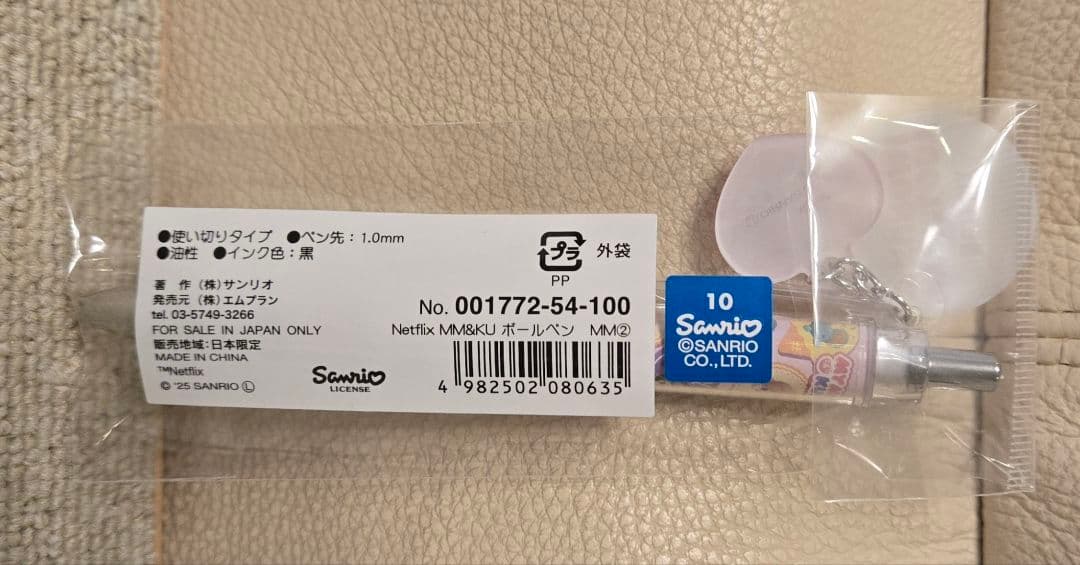 ●使い切りタイプ ●ペン先：1.0mm
●油性 ●インク色：黒
著 作 (株)サンリオ
発売元 (株)エムプラン
tel. 03-5749-3266
FOR SALE IN JAPAN ONLY
販売地域：日本限定
MADE IN CHINA
™Netflix
© '25 SANRIO Ⓛ
Sanrio
LICENSE
プラ
外袋
PP
No. 001772-54-100
Netflix MM&KU ボールペン MM②
4 982502 080635
10
Sanrio
©SANRIO
CO.,LTD.